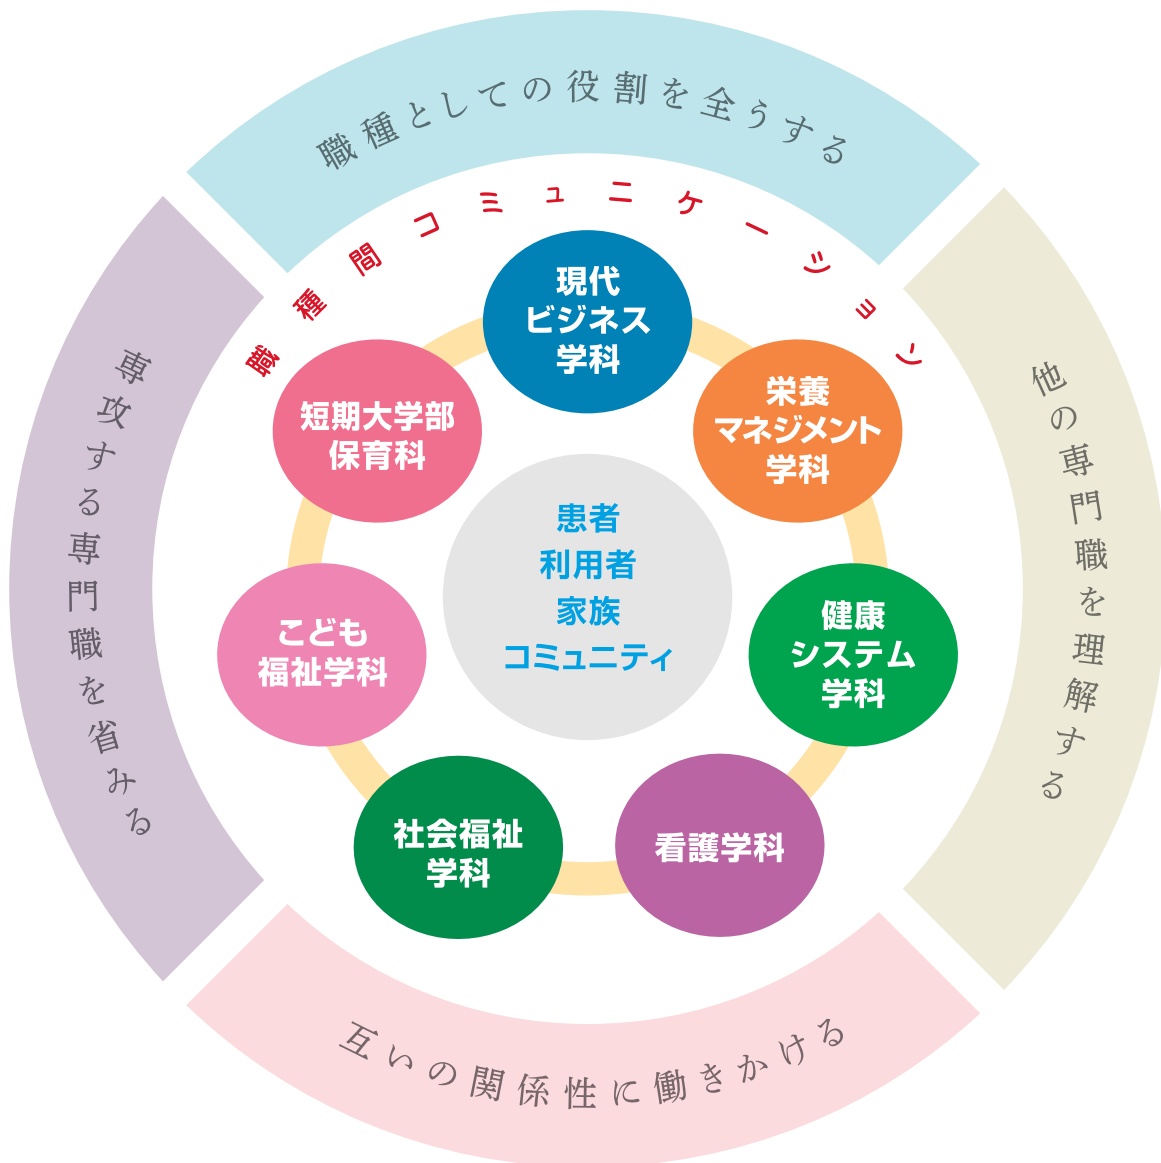 職種としての役割を全うする
他の専門職を理解する
互いの関係性に働きかける
専攻する専門職を省みる
職種間コミュニケーション
現代
ビジネス
学科
栄養
マネジメント
学科
健康
システム
学科
看護学科
社会福祉
学科
こども
福祉学科
短期大学部
保育科
患者
利用者
家族
コミュニティ